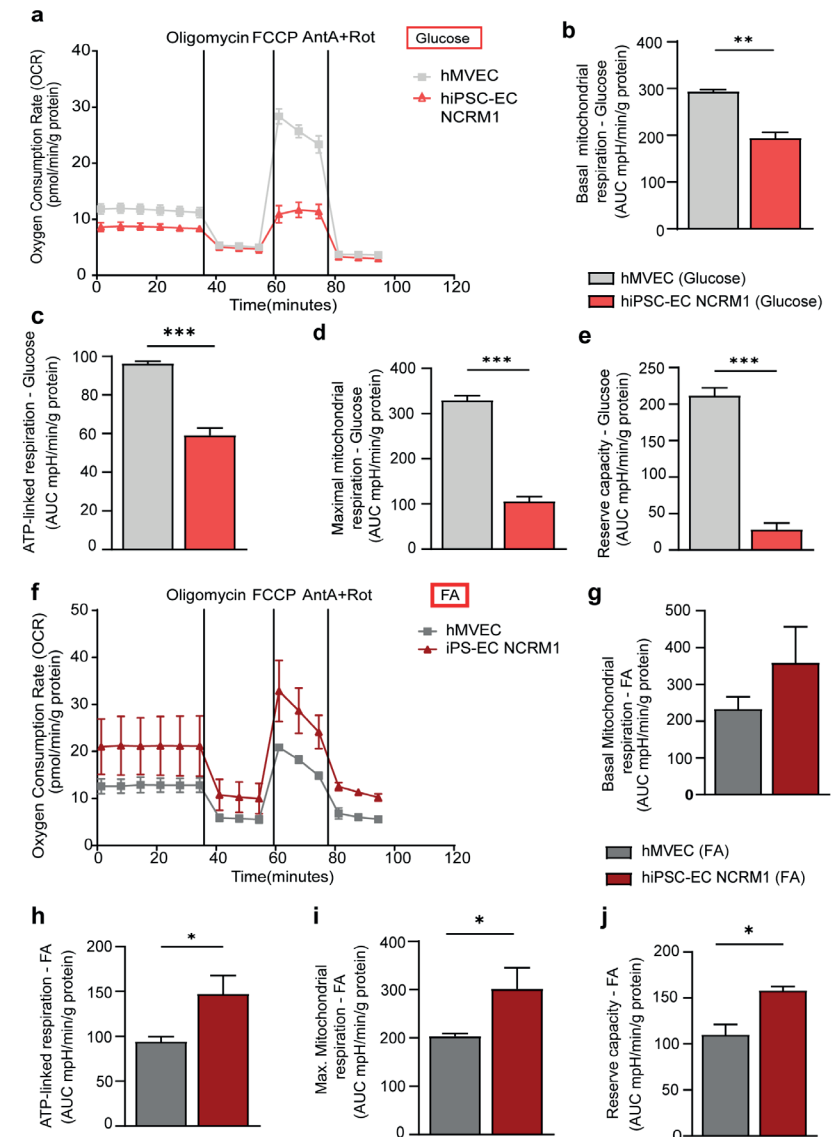 a
Oligomycin FCCP AntA+Rot
Glucose
hMVEC
hiPSC-EC
NCRM1
Oxygen Consumption Rate (OCR)
(pmol/min/g protein)
40
30
20
10
0
0 20 40 60 80 100 120
Time(minutes)
b
**
Basal mitochondrial
respiration - Glucose
(AUC mpH/min/g protein)
400
300
200
100
0
hMVEC (Glucose)
hiPSC-EC NCRM1 (Glucose)
c
***
ATP-linked respiration - Glucose
(AUC mpH/min/g protein)
100
80
60
40
20
0
d
***
Maximal mitochondrial
respiration - Glucose
(AUC mpH/min/g protein)
400
300
200
100
0
e
***
Reserve capacity - Glucsoe
(AUC mpH/min/g protein)
250
200
150
100
50
0
f
Oligomycin FCCP AntA+Rot
FA
hMVEC
iPS-EC NCRM1
Oxygen Consumption Rate (OCR)
(pmol/min/g protein)
50
40
30
20
10
0
0 20 40 60 80 100 120
Time(minutes)
g
Basal Mitochondrial
respiration - FA
(AUC mpH/min/g protein)
500
400
300
200
100
0
hMVEC (FA)
hiPSC-EC NCRM1 (FA)
h
*
ATP-linked respiration - FA
(AUC mpH/min/g protein)
200
150
100
50
0
i
*
Max. Mitochondrial
respiration - FA
(AUC mpH/min/g protein)
400
300
200
100
0
j
*
Reserve capacity - FA
(AUC mpH/min/g protein)
200
150
100
50
0